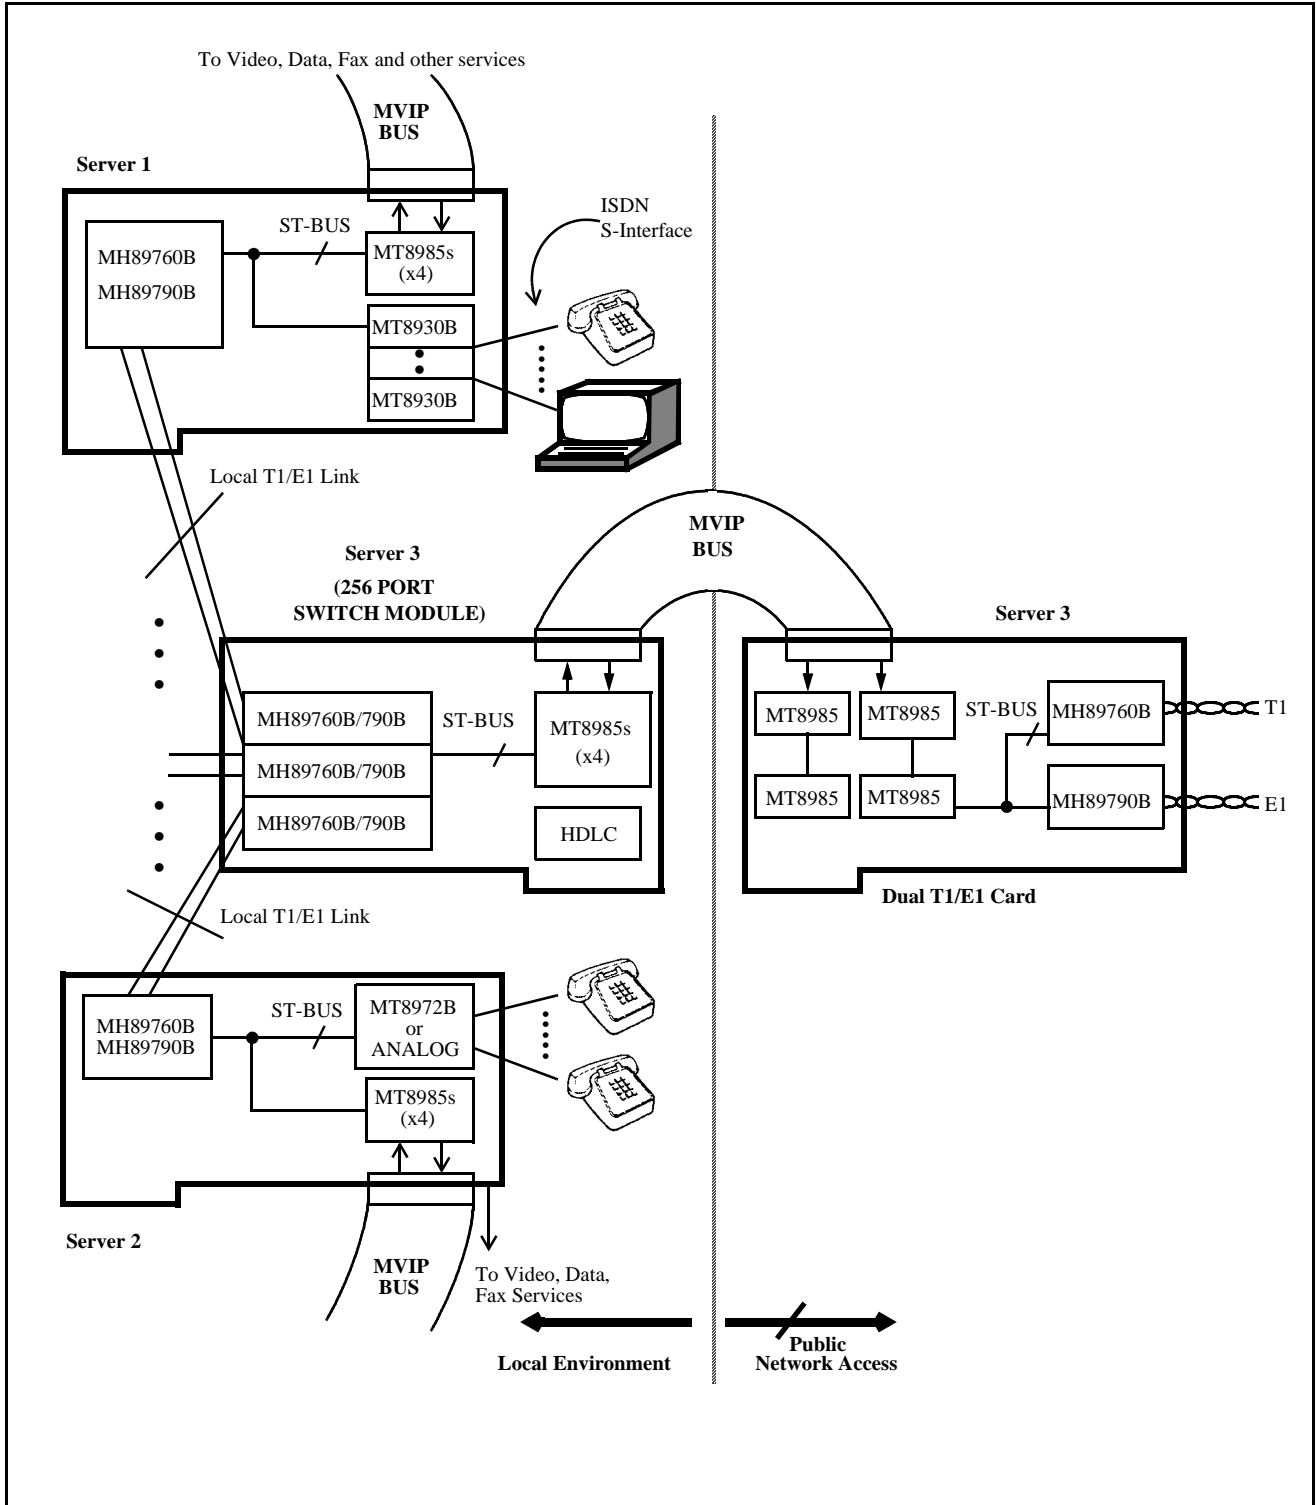 To Video, Data, Fax and other services
MVIP
BUS
Server 1
ST-BUS
ISDN
S-Interface
MH89760B
MH89790B
MT8985s
(x4)
MT8930B
MT8930B
Local T1/E1 Link
MVIP
BUS
Server 3
(256 PORT
SWITCH MODULE)
Server 3
MH89760B/790B
MH89760B/790B
MH89760B/790B
ST-BUS
MT8985s
(x4)
HDLC
MT8985
MT8985
MT8985
MT8985
ST-BUS
MH89760B
T1
MH89790B
E1
Dual T1/E1 Card
Local T1/E1 Link
MH89760B
MH89790B
ST-BUS
MT8972B
or
ANALOG
MT8985s
(x4)
Server 2
MVIP
BUS
To Video, Data,
Fax Services
Local Environment
Public
Network Access